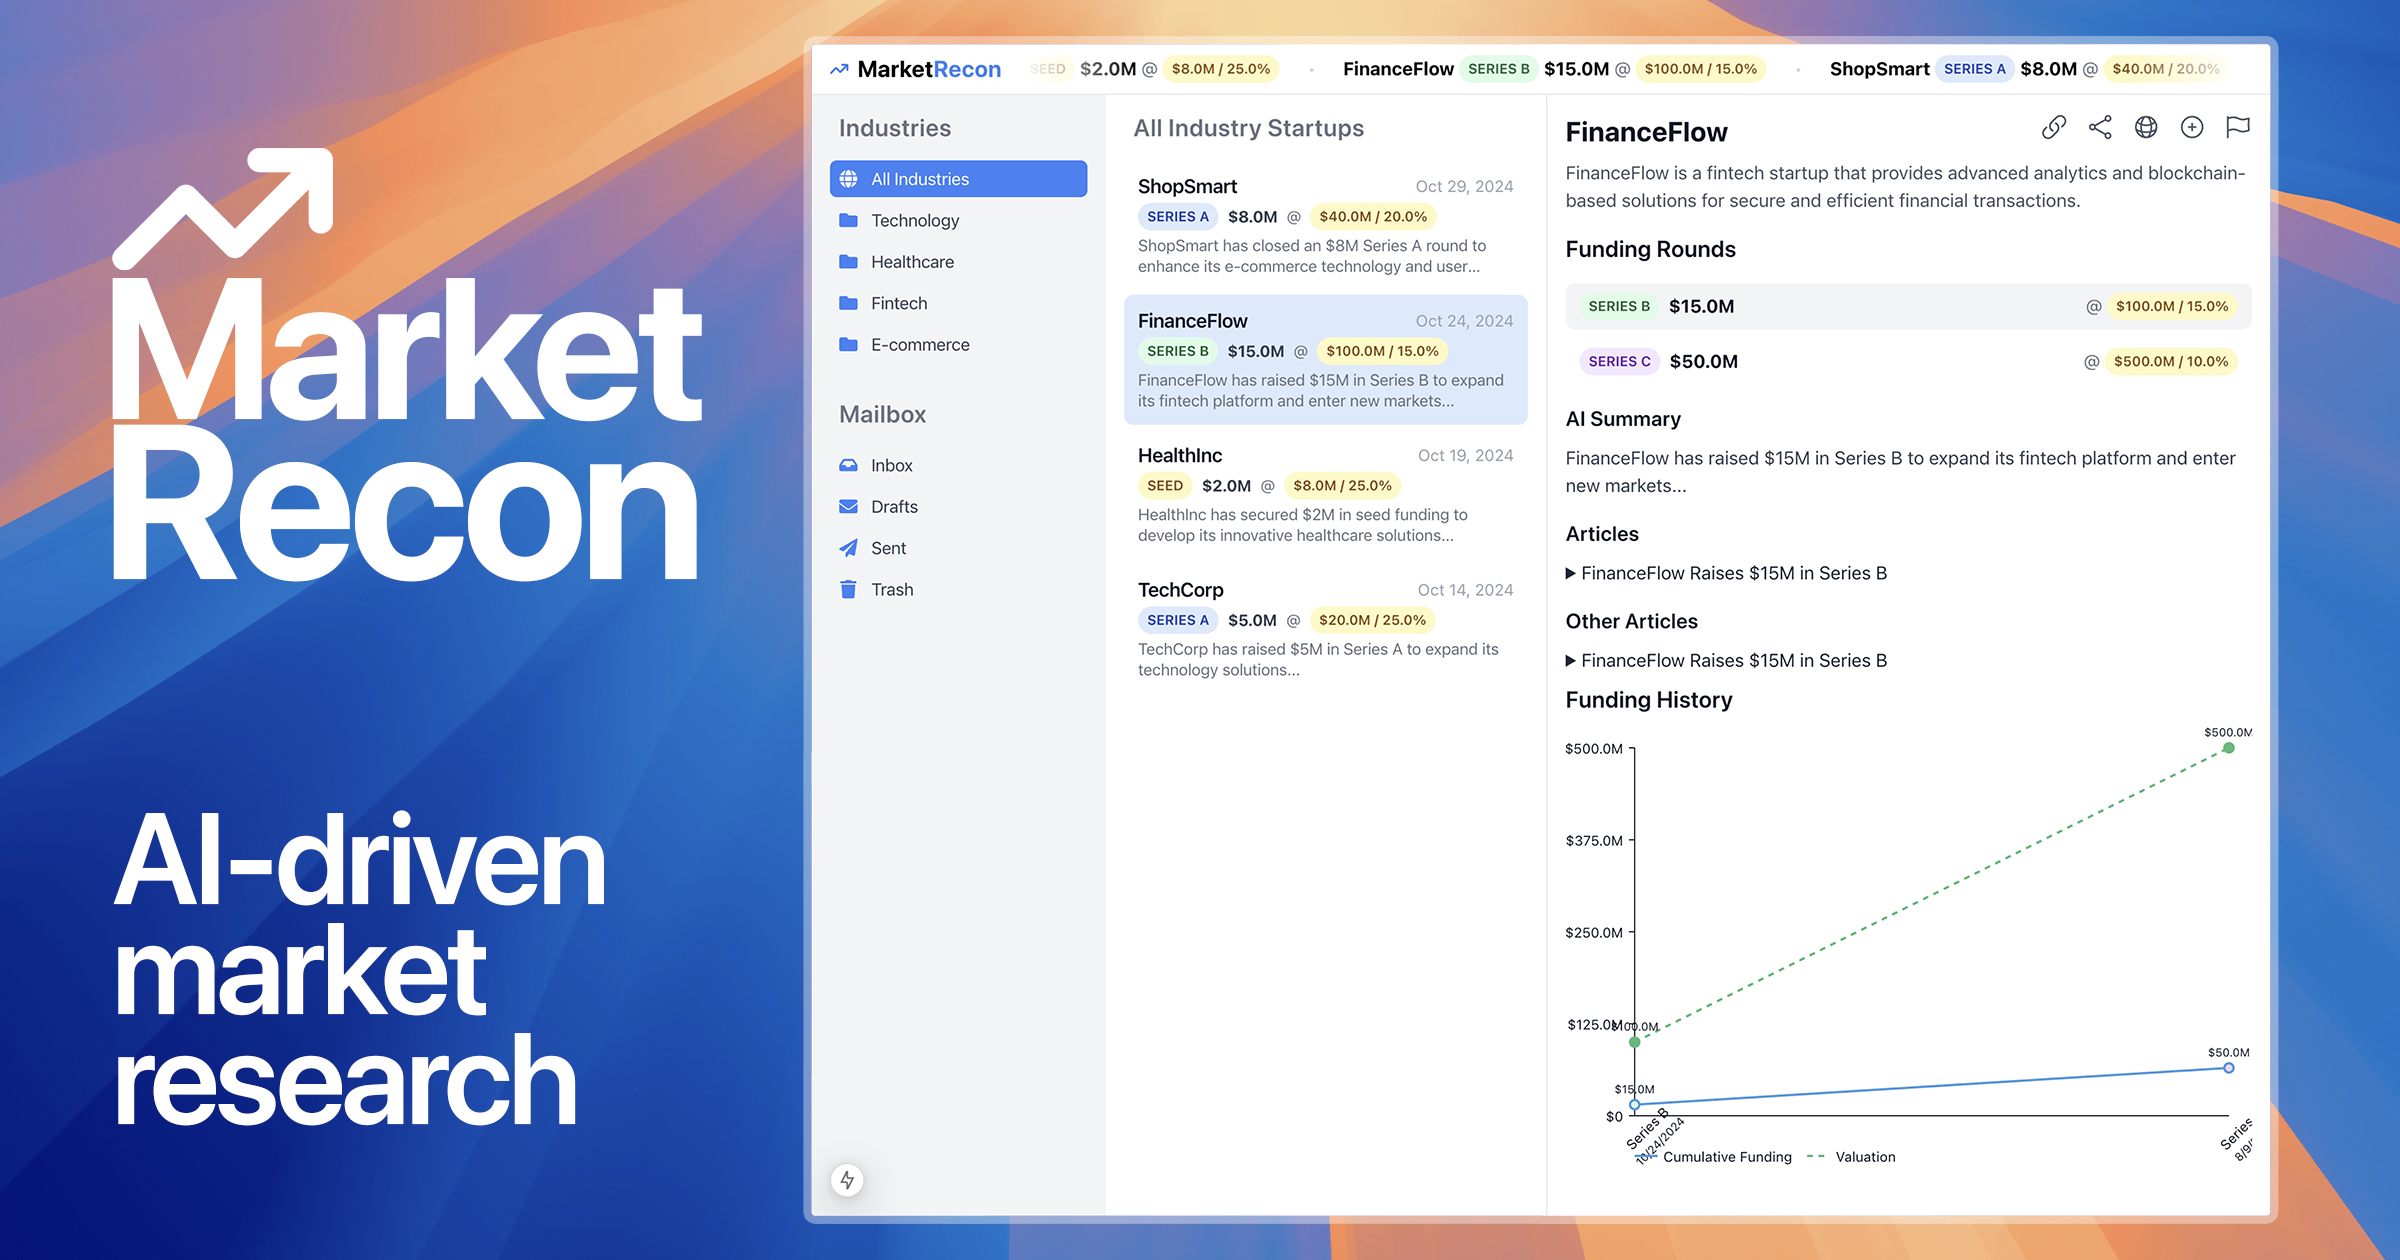 Market
Recon
AI-driven
market
research
MarketRecon
SEED $2.0M @ $8.0M / 25.0% • FinanceFlow SERIES B $15.0M @ $100.0M / 15.0% • ShopSmart SERIES A $8.0M @ $40.0M / 20.0%
Industries
All Industries
Technology
Healthcare
Fintech
E-commerce
Mailbox
Inbox
Drafts
Sent
Trash
All Industry Startups
ShopSmart Oct 29, 2024
SERIES A $8.0M @ $40.0M / 20.0%
ShopSmart has closed an $8M Series A round to
enhance its e-commerce technology and user...
FinanceFlow Oct 24, 2024
SERIES B $15.0M @ $100.0M / 15.0%
FinanceFlow has raised $15M in Series B to expand
its fintech platform and enter new markets...
HealthInc Oct 19, 2024
SEED $2.0M @ $8.0M / 25.0%
HealthInc has secured $2M in seed funding to
develop its innovative healthcare solutions...
TechCorp Oct 14, 2024
SERIES A $5.0M @ $20.0M / 25.0%
TechCorp has raised $5M in Series A to expand its
technology solutions...
FinanceFlow
FinanceFlow is a fintech startup that provides advanced analytics and blockchain-
based solutions for secure and efficient financial transactions.
Funding Rounds
SERIES B $15.0M @ $100.0M / 15.0%
SERIES C $50.0M @ $500.0M / 10.0%
AI Summary
FinanceFlow has raised $15M in Series B to expand its fintech platform and enter
new markets...
Articles
FinanceFlow Raises $15M in Series B
Other Articles
FinanceFlow Raises $15M in Series B
Funding History
$500.0M
$500.0M
$375.0M
$250.0M
$125.0M
$100.0M
$50.0M
$15.0M
$0
Series B
10/24/2024
Series
Cumulative Funding
Valuation